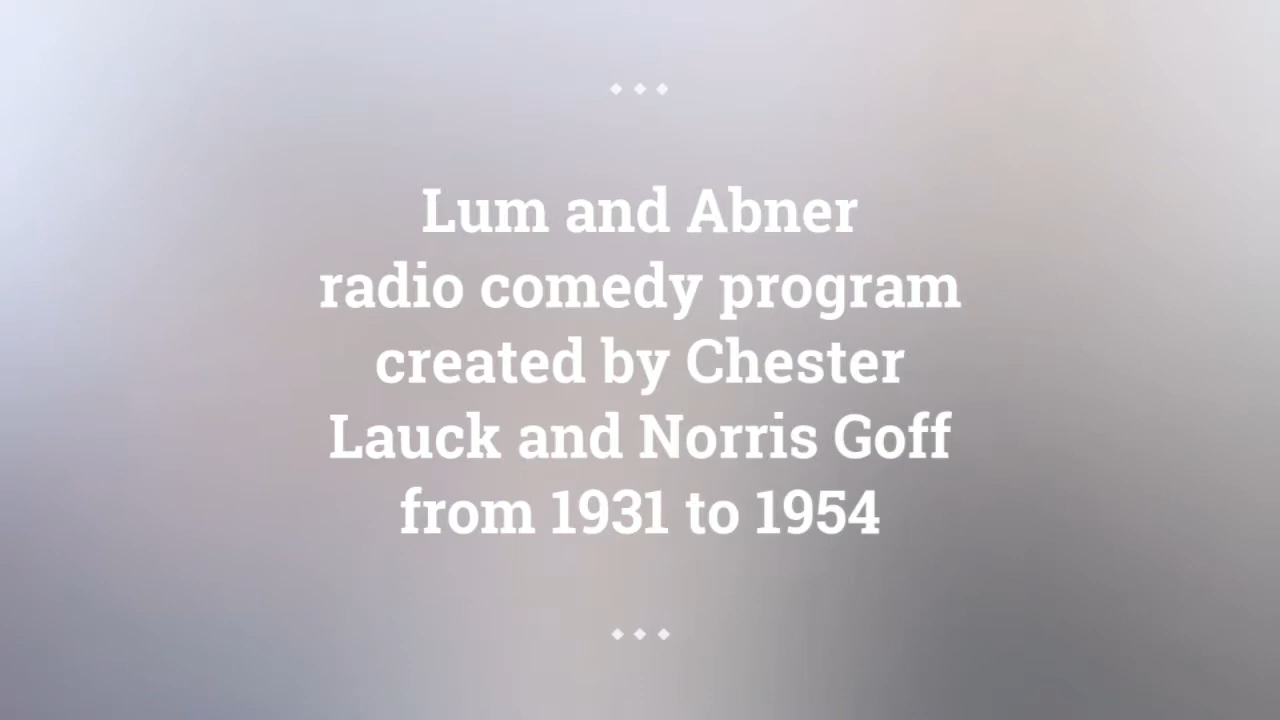 Lum and Abner
radio comedy program
created by Chester
Lauck and Norris Goff
from 1931 to 1954